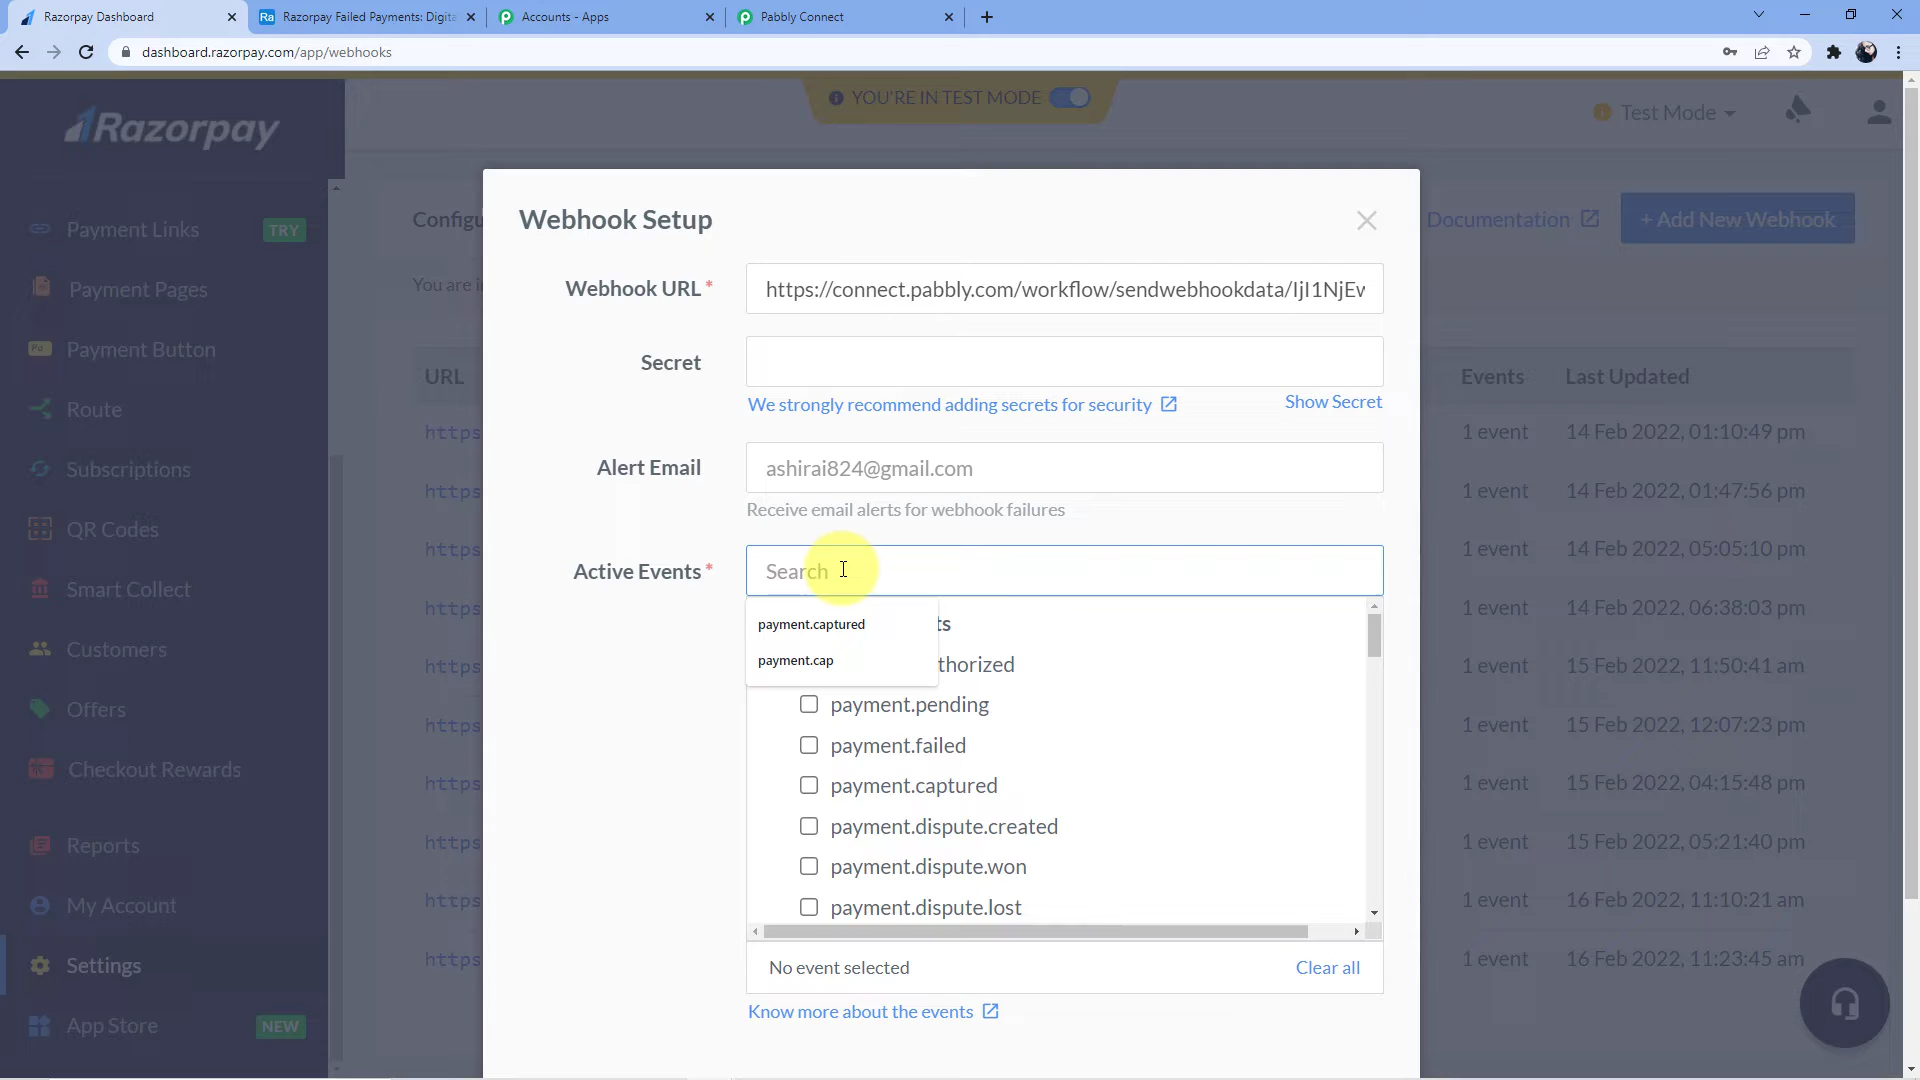 Razorpay Dashboard
Razorpay Failed Payments: Digita
Accounts - Apps
Pabbly Connect
dashboard.razorpay.com/app/webhooks
Razorpay
YOU'RE IN TEST MODE
Test Mode
Payment Links TRY
Payment Pages
Payment Button
Route
Subscriptions
QR Codes
Smart Collect
Customers
Offers
Checkout Rewards
Reports
My Account
Settings
App Store NEW
Configu
Documentation
+ Add New Webhook
You are i
URL
Events
Last Updated
https
1 event
14 Feb 2022, 01:10:49 pm
https
1 event
14 Feb 2022, 01:47:56 pm
https
1 event
14 Feb 2022, 05:05:10 pm
https
1 event
14 Feb 2022, 06:38:03 pm
https
1 event
15 Feb 2022, 11:50:41 am
https
1 event
15 Feb 2022, 12:07:23 pm
https
1 event
15 Feb 2022, 04:15:48 pm
https
1 event
15 Feb 2022, 05:21:40 pm
https
1 event
16 Feb 2022, 11:10:21 am
https
1 event
16 Feb 2022, 11:23:45 am
Webhook Setup
Webhook URL *
https://connect.pabbly.com/workflow/sendwebhookdata/IjI1NjEw
Secret
We strongly recommend adding secrets for security
Show Secret
Alert Email
ashirai824@gmail.com
Receive email alerts for webhook failures
Active Events *
Search
payment.captured
payment.cap
ts
thorized
payment.pending
payment.failed
payment.captured
payment.dispute.created
payment.dispute.won
payment.dispute.lost
No event selected
Clear all
Know more about the events